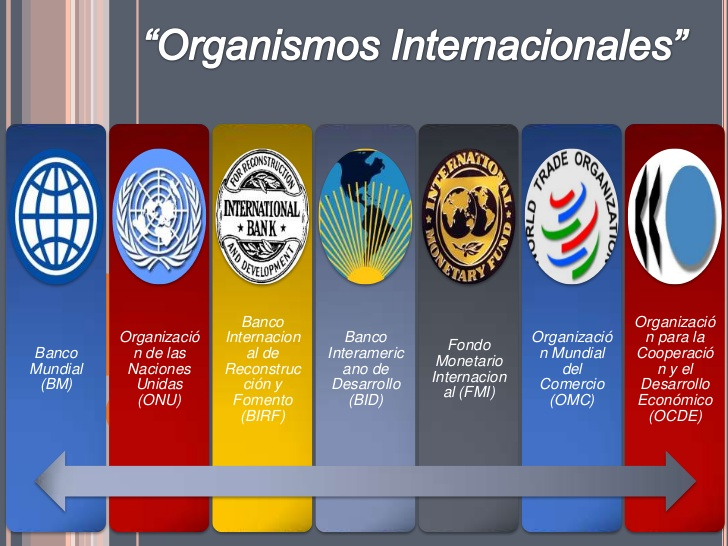 “Organismos Internacionales”
FOR RECONSTRUCTION
INTERNATIONAL
BANK
AND DEVELOPMENT
INTERNATIONAL
MONETARY FUND
WORLD TRADE ORGANIZATION
Banco
Mundial
(BM)
Organizació
n de las
Naciones
Unidas
(ONU)
Banco
Internacion
al de
Reconstruc
ción y
Fomento
(BIRF)
Banco
Interameric
ano de
Desarrollo
(BID)
Fondo
Monetario
Internacion
al (FMI)
Organizació
n Mundial
del
Comercio
(OMC)
Organizació
n para la
Cooperació
n y el
Desarrollo
Económico
(OCDE)